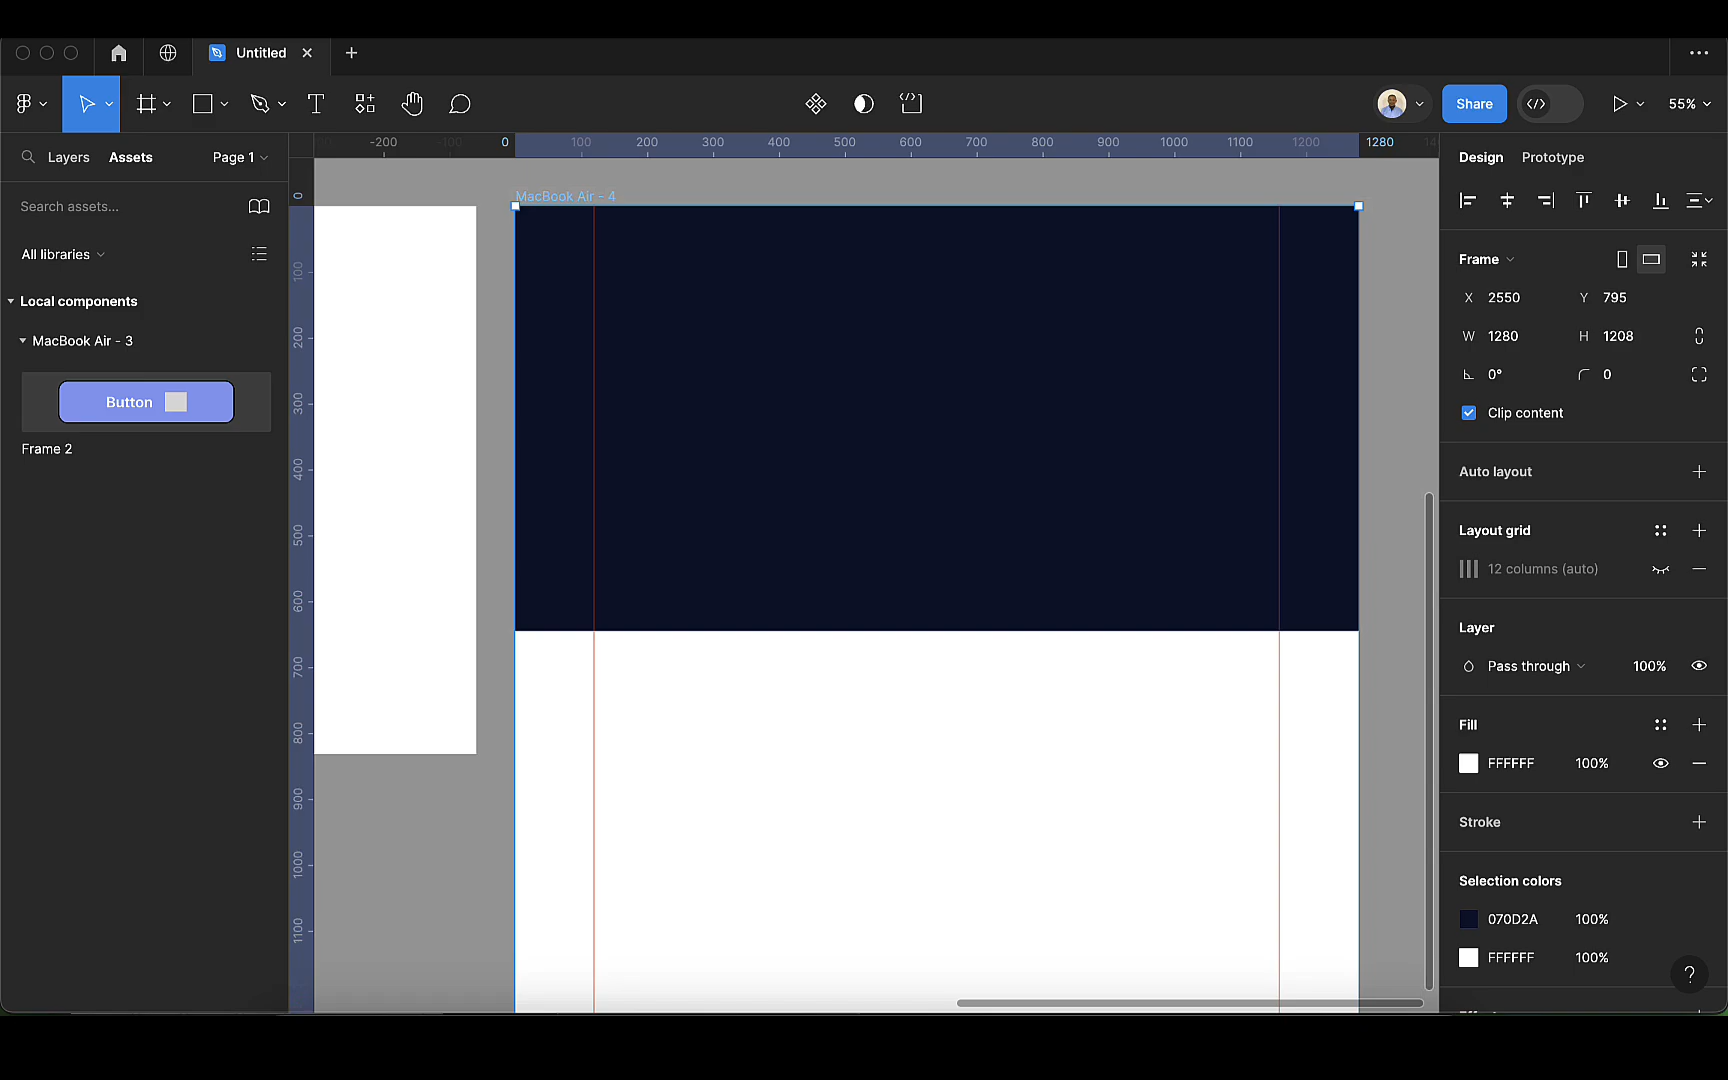 Untitled
Share
55%
Layers
Assets
Page 1
-200
-100
0
100
200
300
400
500
600
700
800
900
1000
1100
1200
1280
Design
Prototype
MacBook Air - 4
0
100
200
300
400
500
600
700
800
900
1000
1100
Search assets...
All libraries
Local components
MacBook Air - 3
Button
Frame 2
Frame
X 2550
Y 795
W 1280
H 1208
0°
0
Clip content
Auto layout
Layout grid
12 columns (auto)
Layer
Pass through
100%
Fill
FFFFFF 100%
Stroke
Selection colors
070D2A 100%
FFFFFF 100%
?